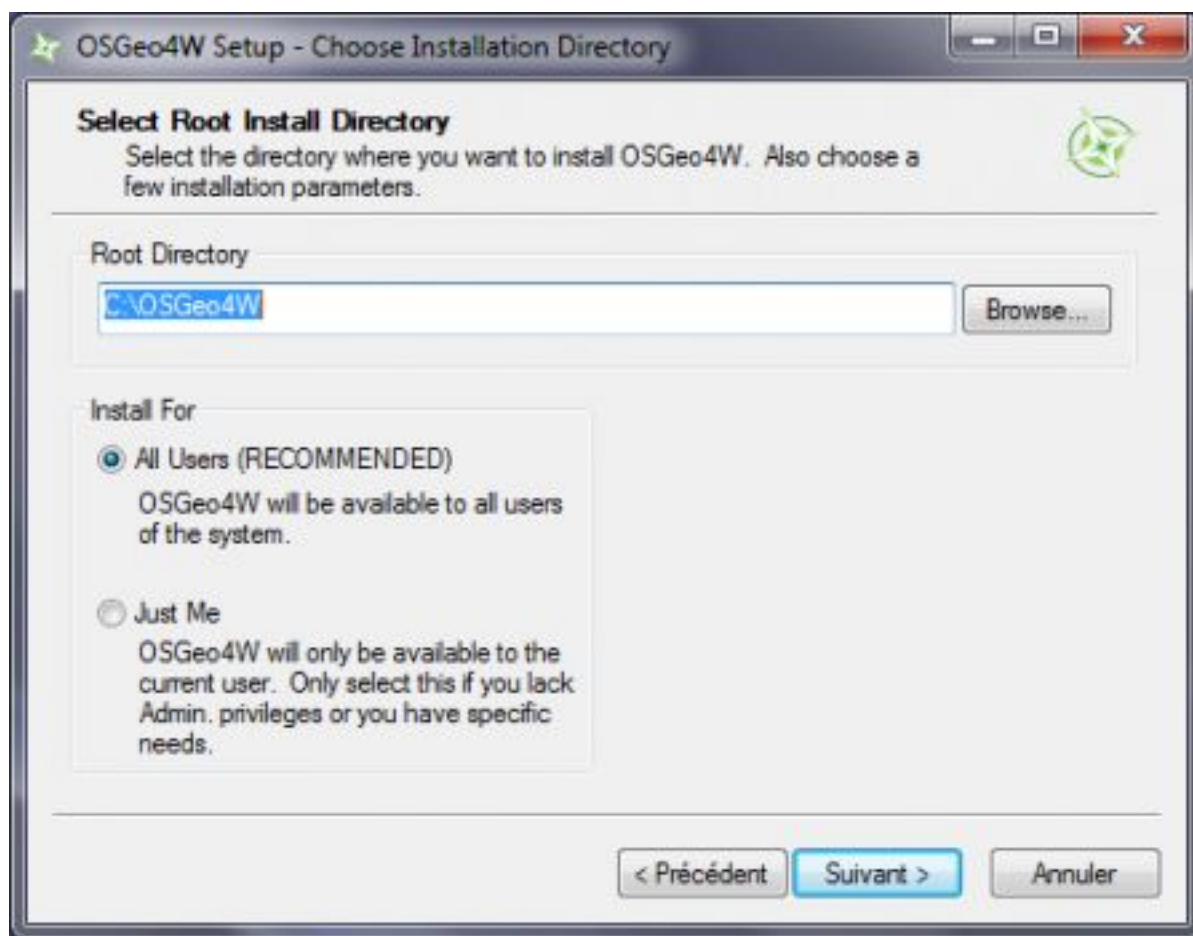 OSGeo4W Setup - Choose Installation Directory
Select Root Install Directory
Select the directory where you want to install OSGeo4W. Also choose a
few installation parameters.
Root Directory
C:\OSGeo4W
Browse...
Install For
All Users (RECOMMENDED)
OSGeo4W will be available to all users
of the system.
Just Me
OSGeo4W will only be available to the
current user. Only select this if you lack
Admin. privileges or you have specific
needs.
< Précédent
Suivant >
Annuler